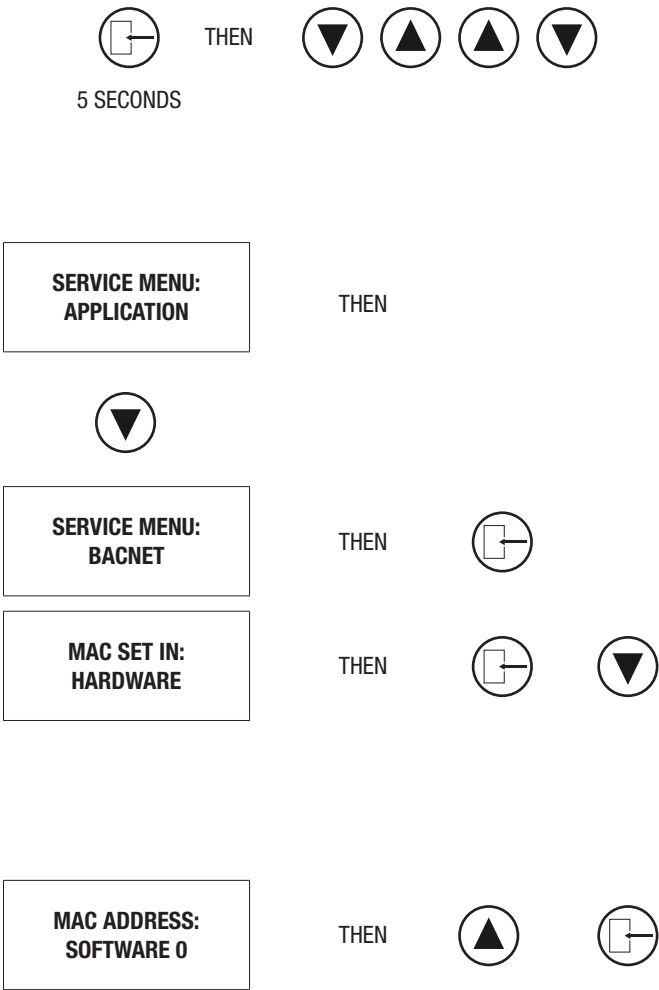 THEN
5 SECONDS
SERVICE MENU:
APPLICATION
THEN
SERVICE MENU:
BACNET
THEN
MAC SET IN:
HARDWARE
THEN
MAC ADDRESS:
SOFTWARE 0
THEN